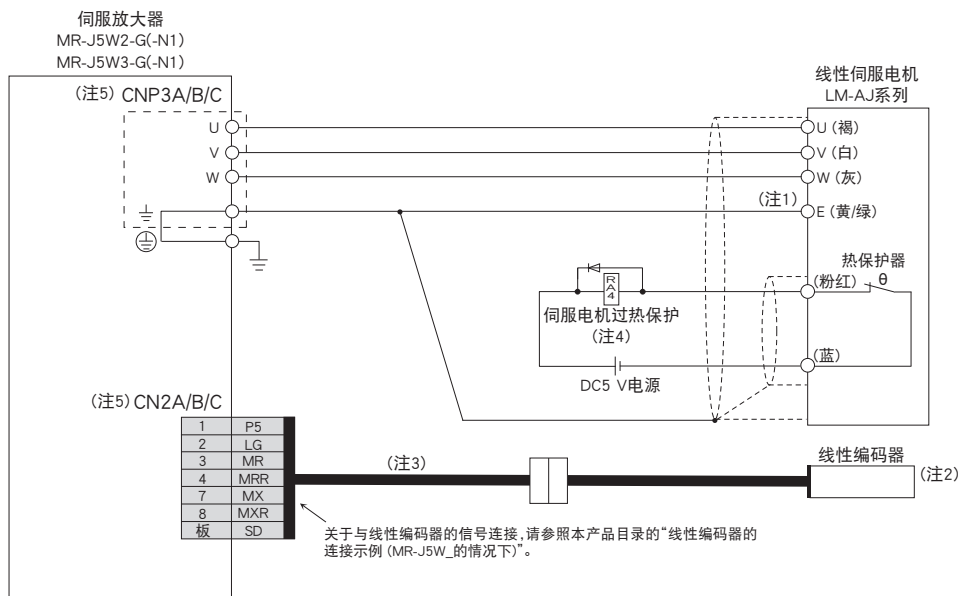 伺服放大器
MR-J5W2-G(-N1)
MR-J5W3-G(-N1)
(注5) CNP3A/B/C
U
V
W
线性伺服电机
LM-AJ系列
U (褐)
V (白)
W (灰)
(注1)
E (黄/绿)
热保护器
θ
(粉红)
RA4
伺服电机过热保护
(注4)
(蓝)
DC5 V电源
(注5) CN2A/B/C
1 P5
2 LG
3 MR
4 MRR
7 MX
8 MXR
板 SD
(注3)
线性编码器
(注2)
关于与线性编码器的信号连接,请参照本产品目录的“线性编码器的
连接示例 (MR-J5W_的情况下)”。